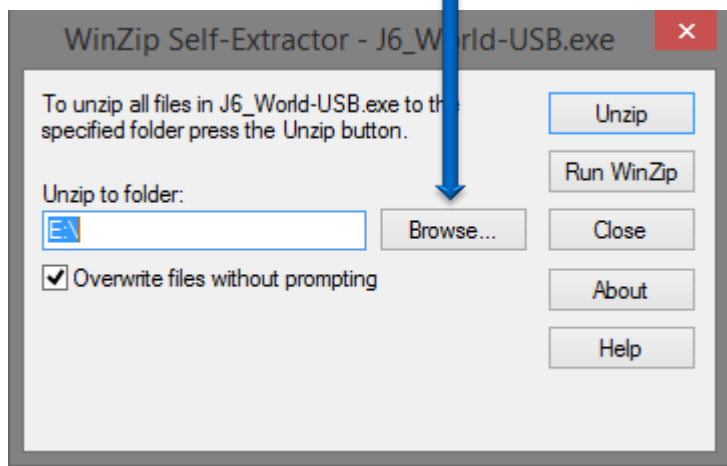 WinZip Self-Extractor - J6_World-USB.exe
To unzip all files in J6_World-USB.exe to the
specified folder press the Unzip button.
Unzip to folder:
E:\
Browse...
Overwrite files without prompting
Unzip
Run WinZip
Close
About
Help